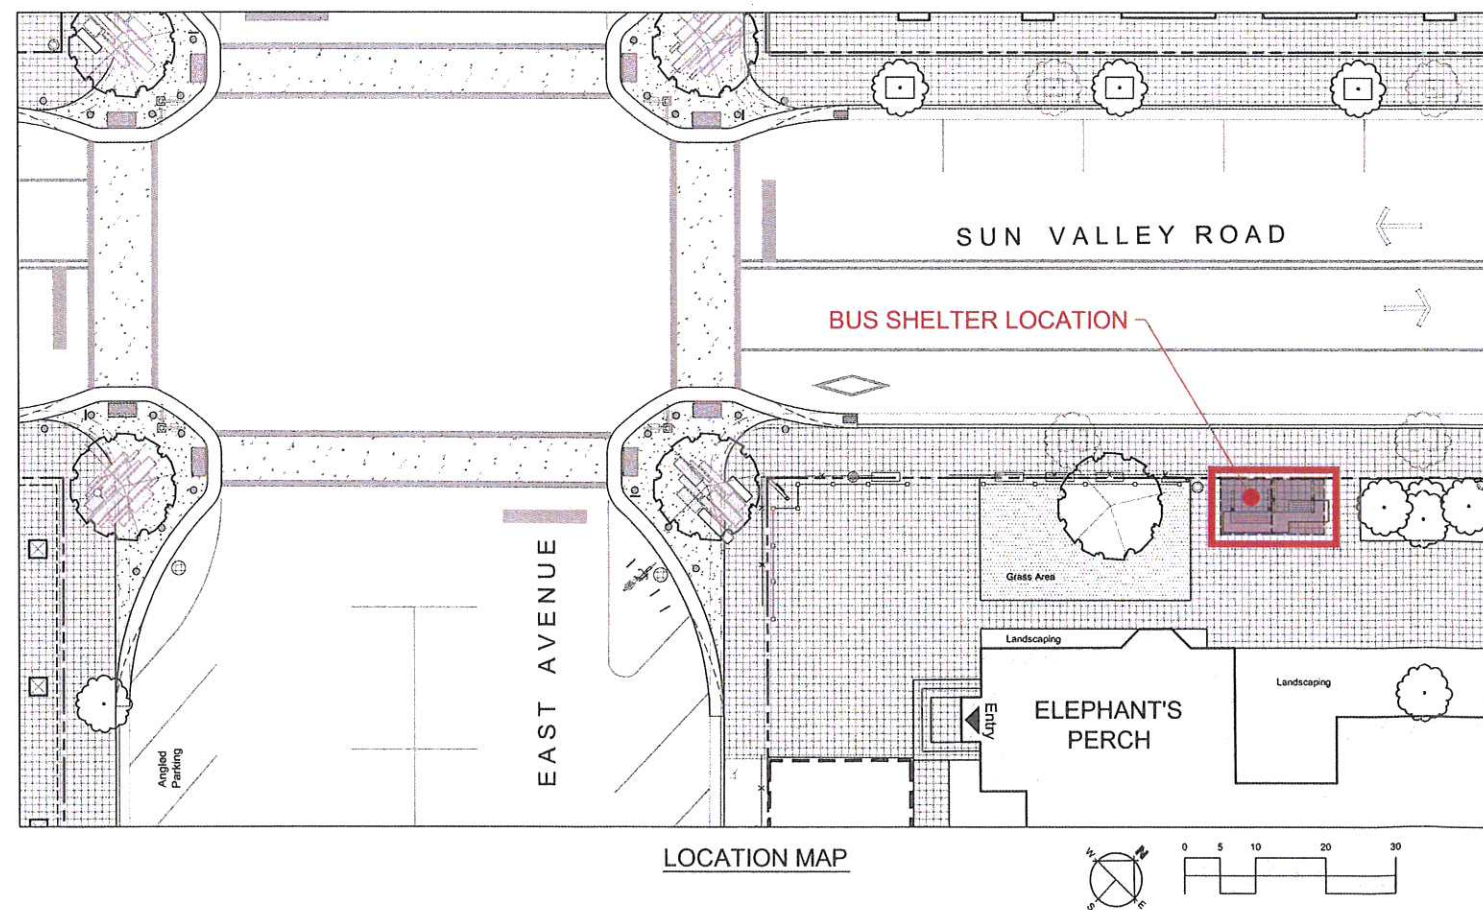 SUN VALLEY ROAD
BUS SHELTER LOCATION
Grass Area
Landscaping
Landscaping
EAST AVENUE
Entry
ELEPHANT'S
PERCH
Angled
Parking
LOCATION MAP
W N
S E
0 5 10 20 30